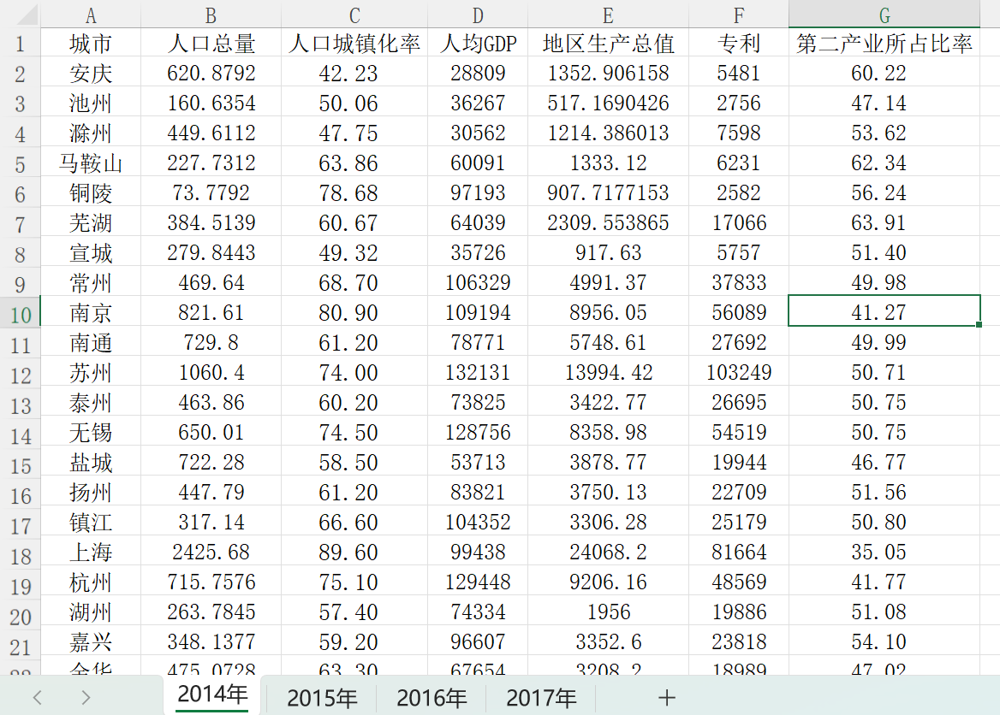 A B C D E F G
1 城市 人口总量 人口城镇化率 人均GDP 地区生产总值 专利 第二产业所占比率
2 安庆 620.8792 42.23 28809 1352.906158 5481 60.22
3 池州 160.6354 50.06 36267 517.1690426 2756 47.14
4 滁州 449.6112 47.75 30562 1214.386013 7598 53.62
5 马鞍山 227.7312 63.86 60091 1333.12 6231 62.34
6 铜陵 73.7792 78.68 97193 907.7177153 2582 56.24
7 芜湖 384.5139 60.67 64039 2309.553865 17066 63.91
8 宣城 279.8443 49.32 35726 917.63 5757 51.40
9 常州 469.64 68.70 106329 4991.37 37833 49.98
10 南京 821.61 80.90 109194 8956.05 56089 41.27
11 南通 729.8 61.20 78771 5748.61 27692 49.99
12 苏州 1060.4 74.00 132131 13994.42 103249 50.71
13 泰州 463.86 60.20 73825 3422.77 26695 50.75
14 无锡 650.01 74.50 128756 8358.98 54519 50.75
15 盐城 722.28 58.50 53713 3878.77 19944 46.77
16 扬州 447.79 61.20 83821 3750.13 22709 51.56
17 镇江 317.14 66.60 104352 3306.28 25179 50.80
18 上海 2425.68 89.60 99438 24068.2 81664 35.05
19 杭州 715.7576 75.10 129448 9206.16 48569 41.77
20 湖州 263.7845 57.40 74334 1956 19886 51.08
21 嘉兴 348.1377 59.20 96607 3352.6 23818 54.10
22 金华 475.0728 63.30 67654 3208.2 18989 47.02
2014年 2015年 2016年 2017年 +